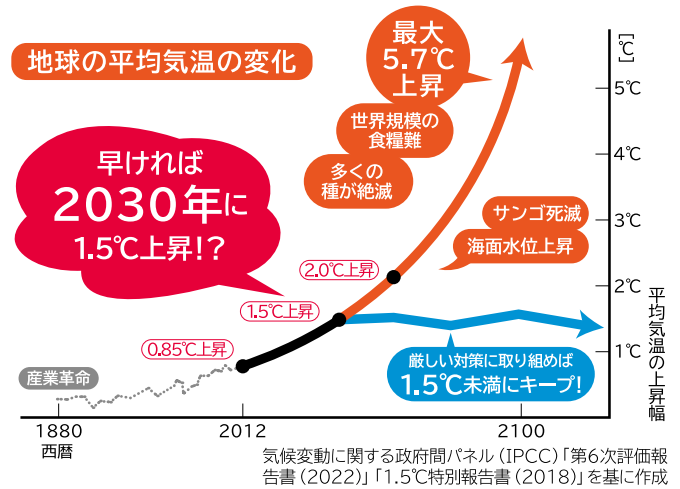 地球の平均気温の変化
最大
5.7℃
上昇
[℃]
5℃
世界規模の
食糧難
4℃
早ければ
2030年に
1.5℃上昇!?
多くの
種が絶滅
サンゴ死滅
3℃
海面水位上昇
2.0℃上昇
2℃
1.5℃上昇
平均気温の上昇幅
0.85℃上昇
1℃
厳しい対策に取り組めば
1.5℃未満にキープ!
産業革命
1880
2012
2100
西暦
気候変動に関する政府間パネル(IPCC)「第6次評価報
告書(2022)」「1.5℃特別報告書(2018)」を基に作成